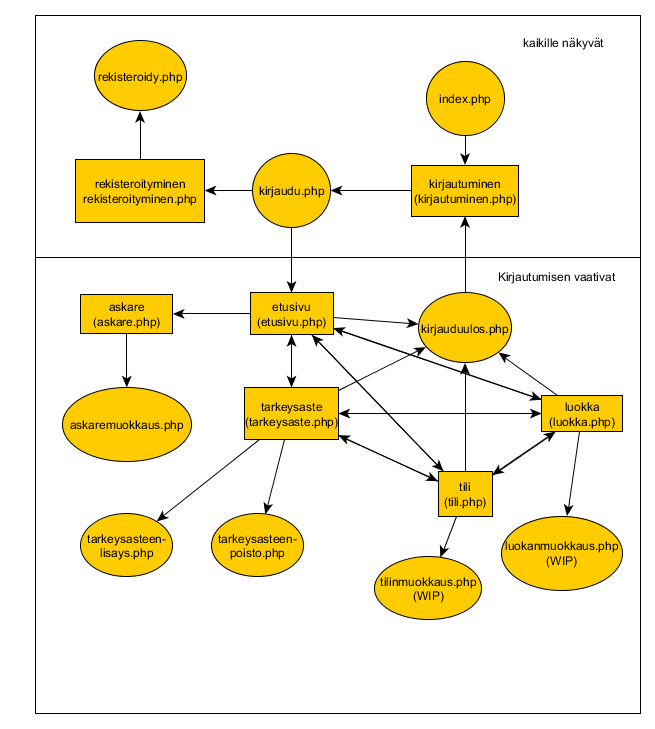 kaikille näkyvät
rekisteroidy.php
index.php
rekisteroityminen
rekisteroityminen.php
kirjaudu.php
kirjautuminen
(kirjautuminen.php)
Kirjautumisen vaativat
askare
(askare.php)
etusivu
(etusivu.php)
kirjauduulos.php
askaremuokkaus.php
tarkeysaste
(tarkeysaste.php)
luokka
(luokka.php)
tili
(tili.php)
tarkeysasteen-
lisays.php
tarkeysasteen-
poisto.php
tilinmuokkaus.php
(WIP)
luokanmuokkaus.php
(WIP)